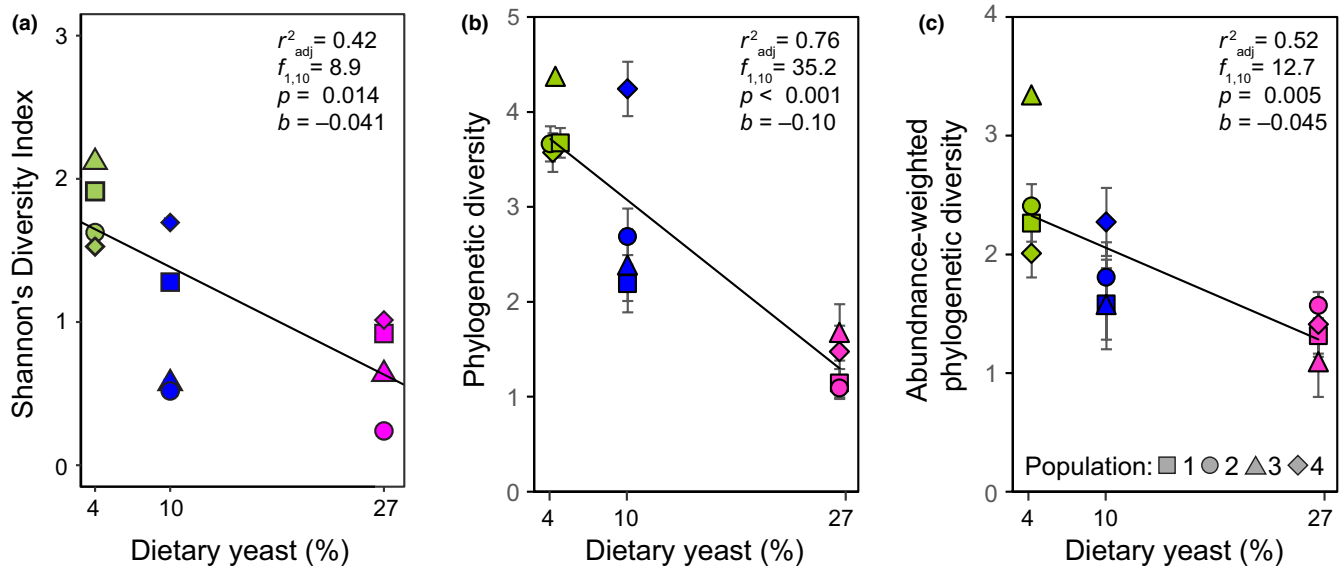 (a)
r²adj = 0.42
f1,10 = 8.9
p = 0.014
b = –0.041
Shannon's Diversity Index
3
2
1
0
4 10 27
Dietary yeast (%)
(b)
r²adj = 0.76
f1,10 = 35.2
p < 0.001
b = –0.10
Phylogenetic diversity
5
4
3
2
1
0
4 10 27
Dietary yeast (%)
(c)
r²adj = 0.52
f1,10 = 12.7
p = 0.005
b = –0.045
Abundnance-weighted
phylogenetic diversity
4
3
2
1
0
Population: 1 2 3 4
4 10 27
Dietary yeast (%)